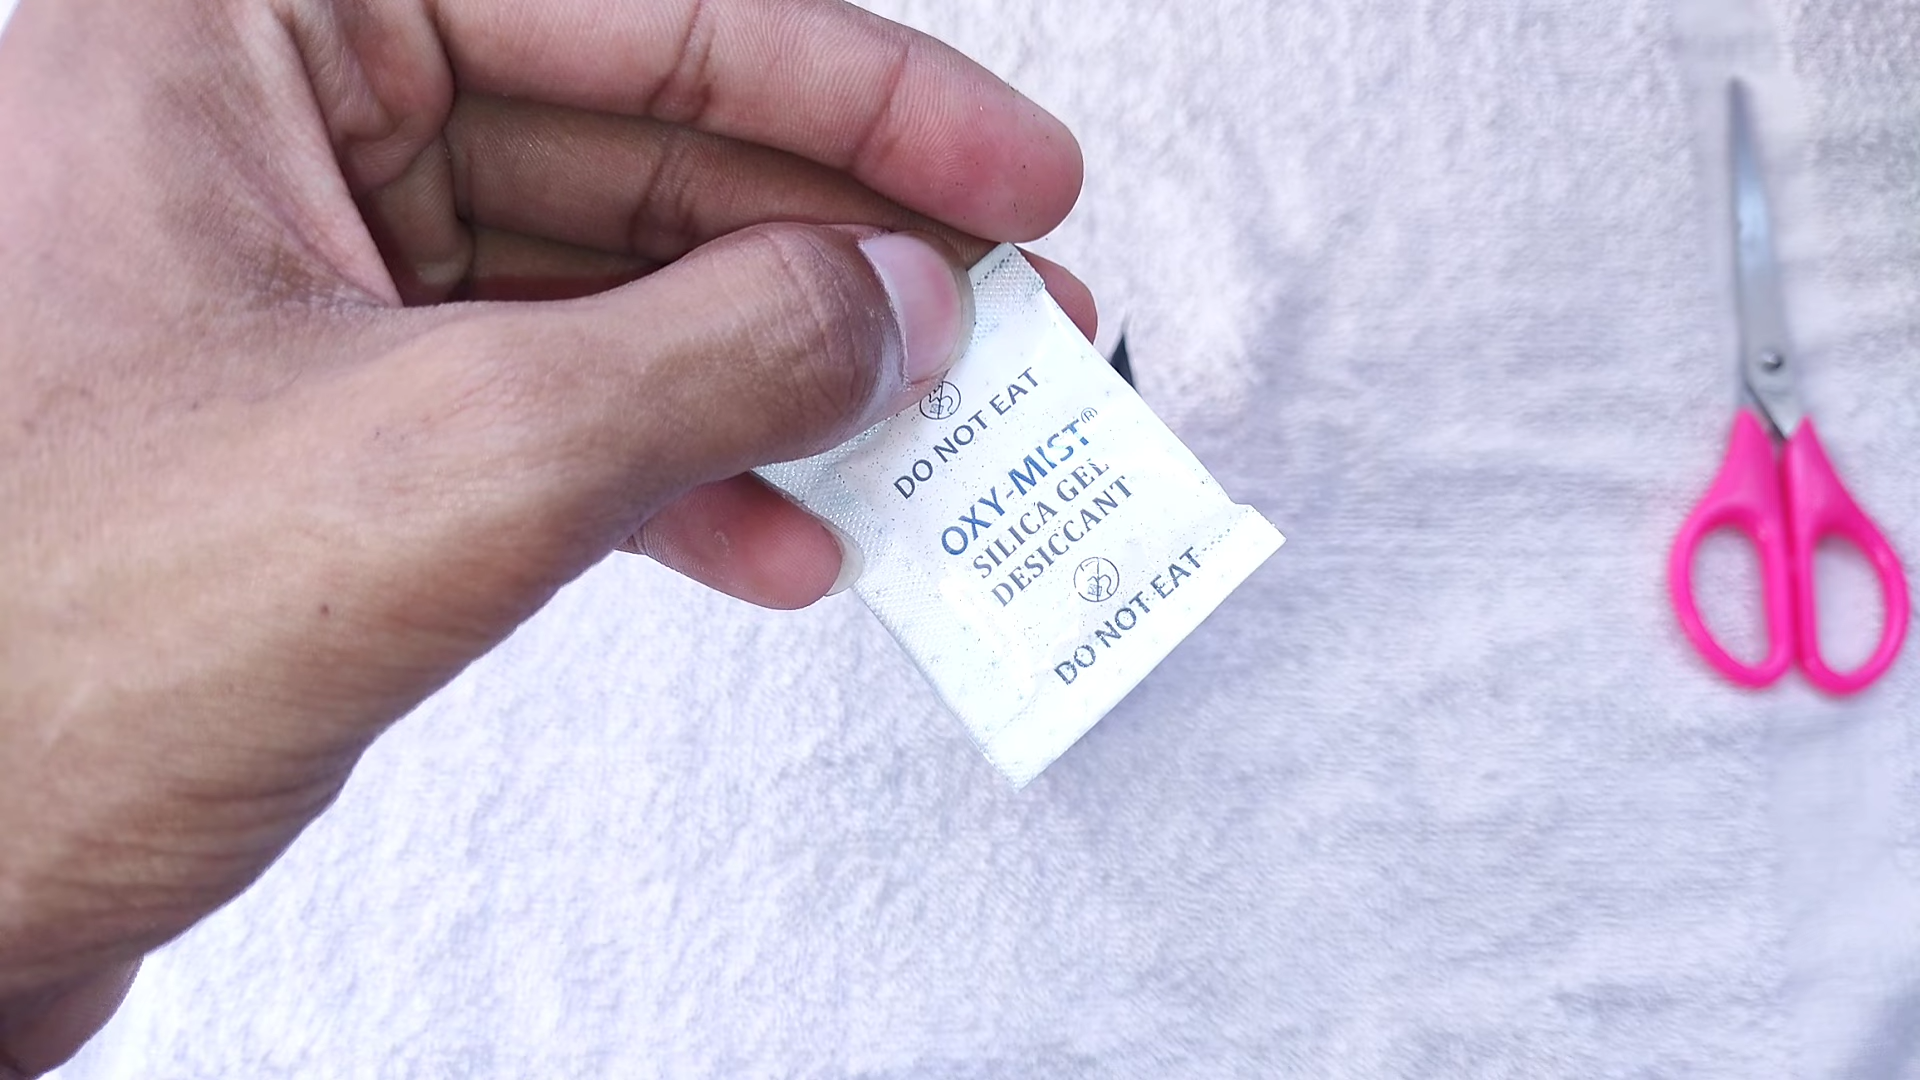 DO NOT EAT
OXY-MIST®
SILICA GEL
DESICCANT
DO NOT EAT